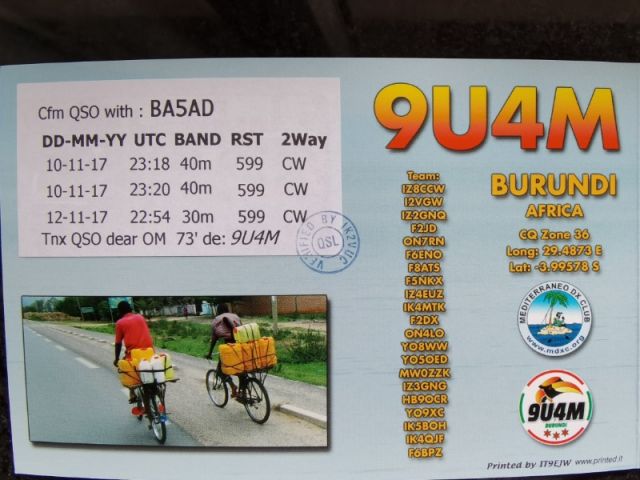 Cfm QSO with : BA5AD
DD-MM-YY UTC BAND RST 2Way
10-11-17 23:18 40m 599 CW
10-11-17 23:20 40m 599 CW
12-11-17 22:54 30m 599 CW
Tnx QSO dear OM 73' de: 9U4M
VERIFIED BY IK2VUC
QSL
9U4M
Team:
IZ8CCW
I2VGW
IZ2GNQ
F2JD
ON7RN
F6ENO
F8ATS
F5NKX
IZ4EUZ
IK4MTK
F2DX
ON4LO
YO8WW
YO5OED
MW0ZZK
IZ3GNG
HB9OCR
YO9XC
IK5BOH
IK4QJF
F6BPZ
BURUNDI
AFRICA
CQ Zone 36
Long: 29.4873 E
Lat: -3.99578 S
MEDITERRANEO DX CLUB
www.mdxc.org
9U4M
BURUNDI
Printed by IT9EJW www.printed.it